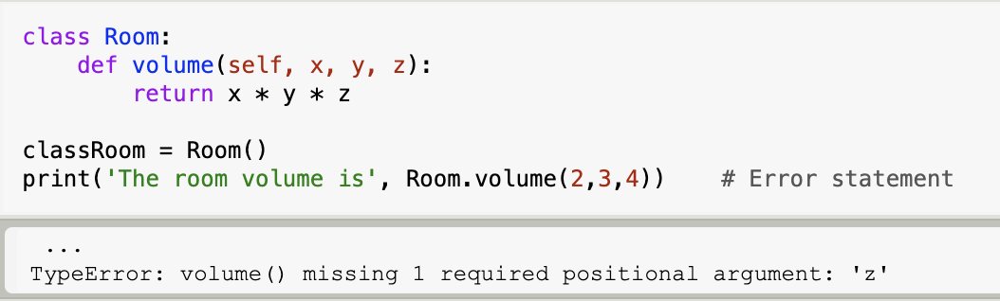 class Room:
    def volume(self, x, y, z):
        return x * y * z
classRoom = Room()
print('The room volume is', Room.volume(2,3,4))    # Error statement
...
TypeError: volume() missing 1 required positional argument: 'z'